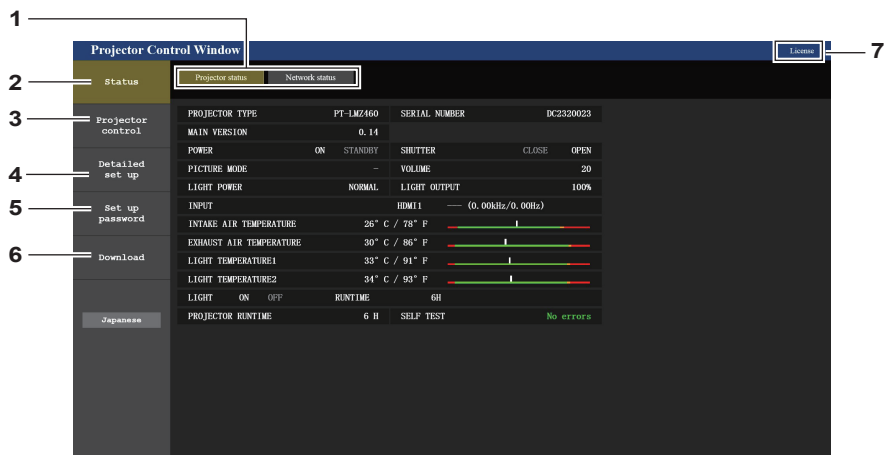 1
Projector Control Window
License
7
2
Status
Projector status
Network status
3
Projector
control
4
Detailed
set up
5
Set up
password
6
Download
Japanese
PROJECTOR TYPE PT-LMZ460 SERIAL NUMBER DC2320023
MAIN VERSION 0.14
POWER ON STANDBY SHUTTER CLOSE OPEN
PICTURE MODE - VOLUME 20
LIGHT POWER NORMAL LIGHT OUTPUT 100%
INPUT HDMI1 --- (0.00kHz/0.00Hz)
INTAKE AIR TEMPERATURE 26° C / 78° F
EXHAUST AIR TEMPERATURE 30° C / 86° F
LIGHT TEMPERATURE1 33° C / 91° F
LIGHT TEMPERATURE2 34° C / 93° F
LIGHT ON OFF RUNTIME 6H
PROJECTOR RUNTIME 6 H SELF TEST No errors